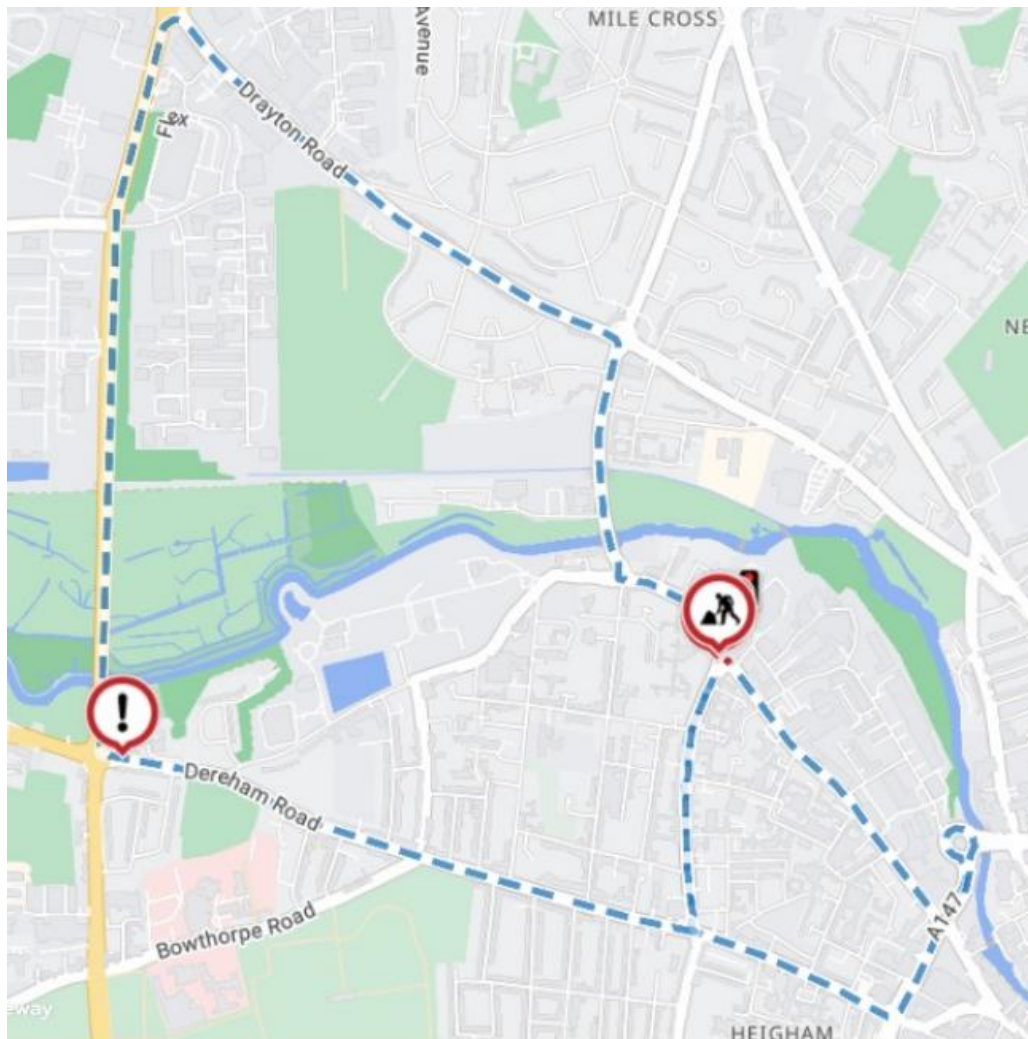 MILE CROSS
Avenue
Drayton Road
Flex
NE
!
Dereham Road
Bowthorpe Road
A147
eway
HEIGHAM